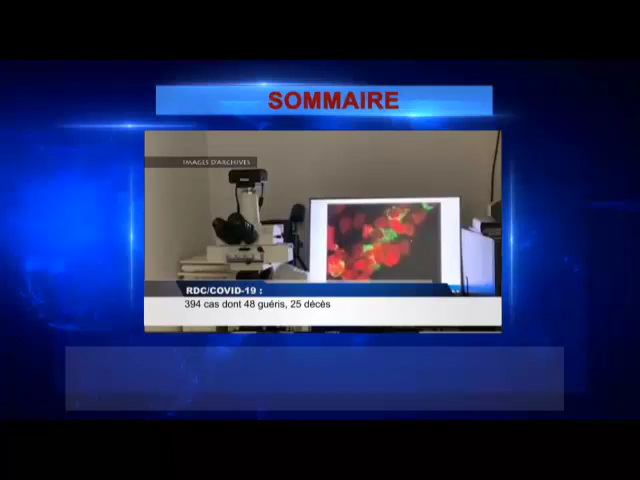 SOMMAIRE
IMAGES D'ARCHIVES
RDC/COVID-19 :
394 cas dont 48 guéris, 25 décès